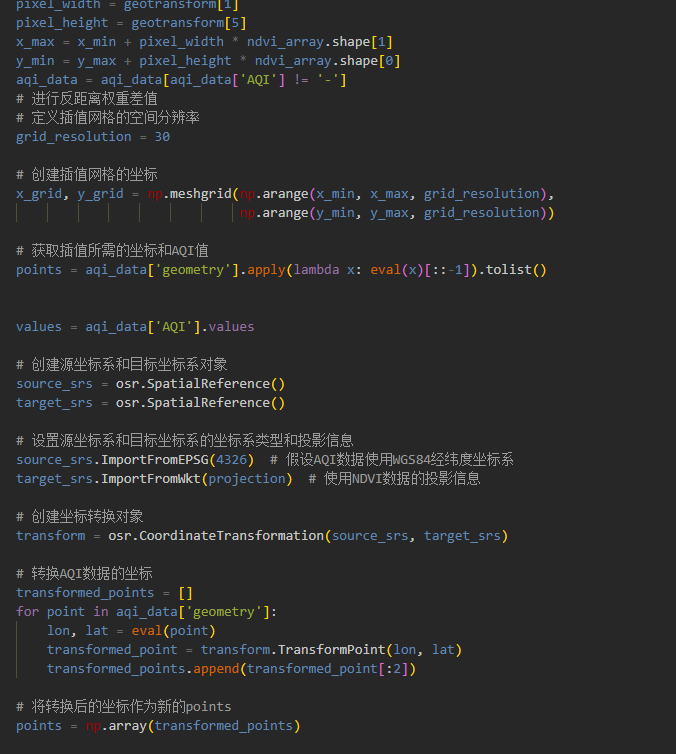 pixel_width = geotransform[1]
pixel_height = geotransform[5]
x_max = x_min + pixel_width * ndvi_array.shape[1]
y_min = y_max + pixel_height * ndvi_array.shape[0]
aqi_data = aqi_data[aqi_data['AQI'] != '-']
# 进行反距离权重差值
# 定义插值网格的空间分辨率
grid_resolution = 30
# 创建插值网格的坐标
x_grid, y_grid = np.meshgrid(np.arange(x_min, x_max, grid_resolution),
np.arange(y_min, y_max, grid_resolution))
# 获取插值所需的坐标和AQI值
points = aqi_data['geometry'].apply(lambda x: eval(x)[::-1]).tolist()
values = aqi_data['AQI'].values
# 创建源坐标系和目标坐标系对象
source_srs = osr.SpatialReference()
target_srs = osr.SpatialReference()
# 设置源坐标系和目标坐标系的坐标系类型和投影信息
source_srs.ImportFromEPSG(4326)  # 假设AQI数据使用WGS84经纬度坐标系
target_srs.ImportFromWkt(projection)  # 使用NDVI数据的投影信息
# 创建坐标转换对象
transform = osr.CoordinateTransformation(source_srs, target_srs)
# 转换AQI数据的坐标
transformed_points = []
for point in aqi_data['geometry']:
    lon, lat = eval(point)
    transformed_point = transform.TransformPoint(lon, lat)
    transformed_points.append(transformed_point[:2])
# 将转换后的坐标作为新的points
points = np.array(transformed_points)